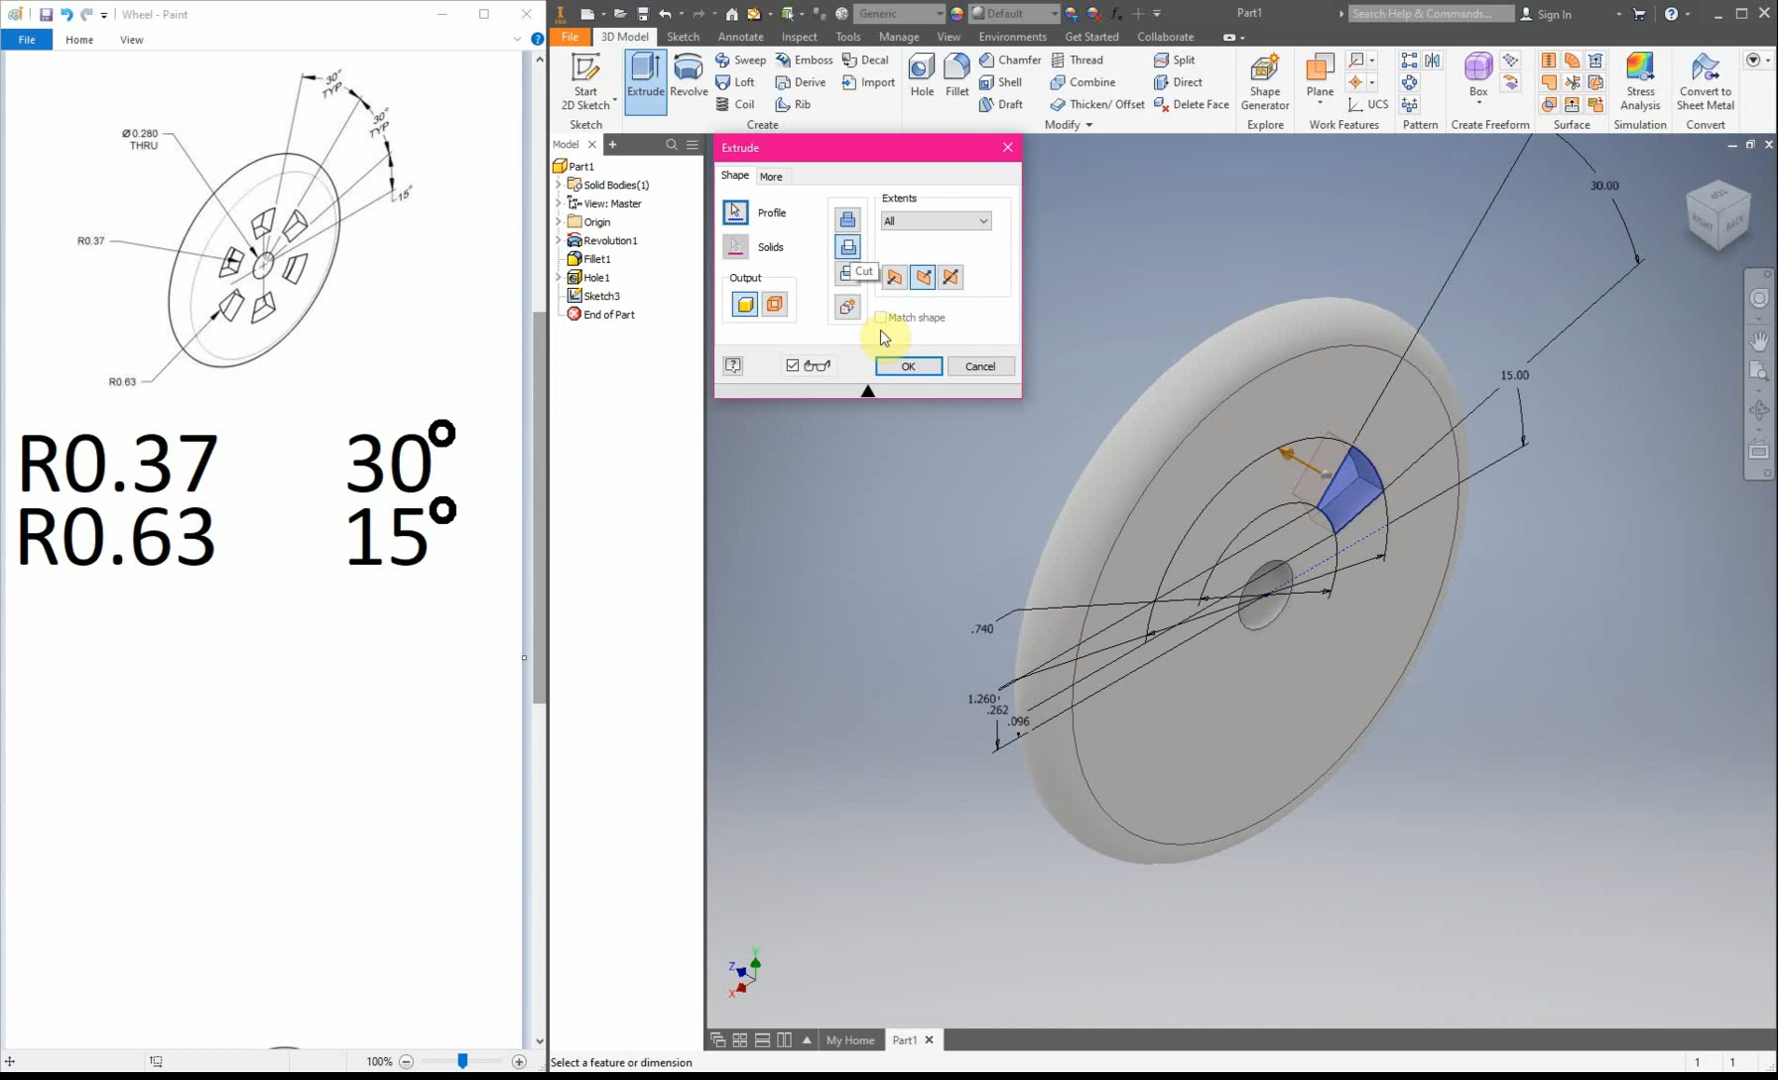 Wheel - Paint
File
Home
View
30°
TYP
30°
TYP
15°
Ø0.280
THRU
R0.37
R0.63
R0.37
30°
R0.63
15°
100%
Generic
Default
Part1
Search Help & Commands...
Sign In
File
3D Model
Sketch
Annotate
Inspect
Tools
Manage
View
Environments
Get Started
Collaborate
Start
2D Sketch
Extrude
Revolve
Sweep
Loft
Coil
Emboss
Derive
Rib
Decal
Import
Hole
Fillet
Chamfer
Shell
Draft
Thread
Combine
Thicken/ Offset
Split
Direct
Delete Face
Shape
Generator
Plane
UCS
Box
Stress
Analysis
Convert to
Sheet Metal
Sketch
Create
Modify
Explore
Work Features
Pattern
Create Freeform
Surface
Simulation
Convert
Model
Part1
Solid Bodies(1)
View: Master
Origin
Revolution1
Fillet1
Hole1
Sketch3
End of Part
Extrude
Shape
More
Profile
Solids
Output
Extents
All
Cut
Match shape
OK
Cancel
30.00
15.00
.740
1.260
.262
.096
RIGHT
BACK
Y
Z
X
My Home
Part1
Select a feature or dimension
1
1